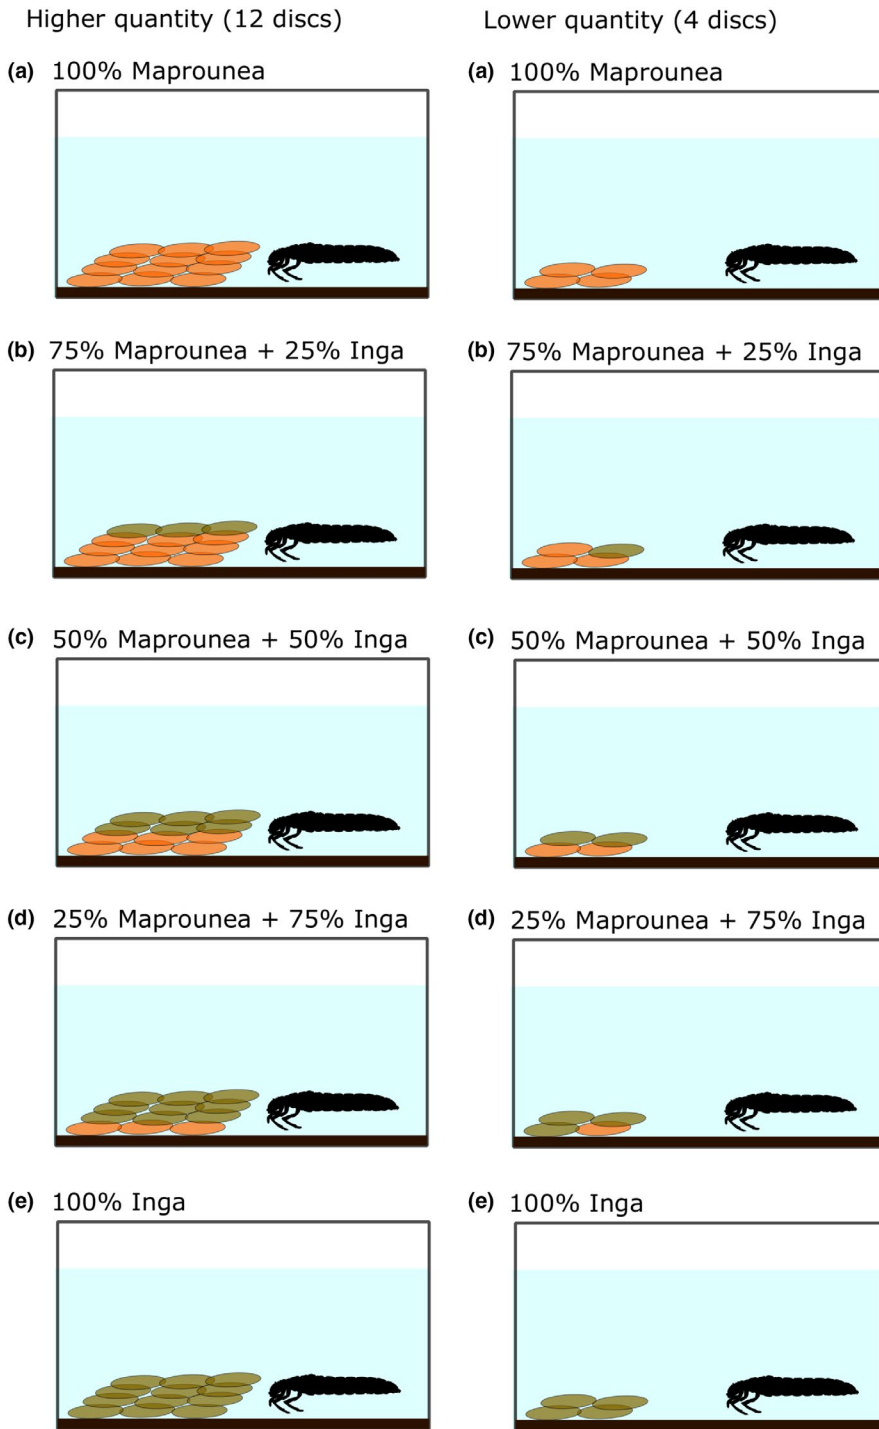 Higher quantity (12 discs)
Lower quantity (4 discs)
(a) 100% Maprounea
(a) 100% Maprounea
(b) 75% Maprounea + 25% Inga
(b) 75% Maprounea + 25% Inga
(c) 50% Maprounea + 50% Inga
(c) 50% Maprounea + 50% Inga
(d) 25% Maprounea + 75% Inga
(d) 25% Maprounea + 75% Inga
(e) 100% Inga
(e) 100% Inga